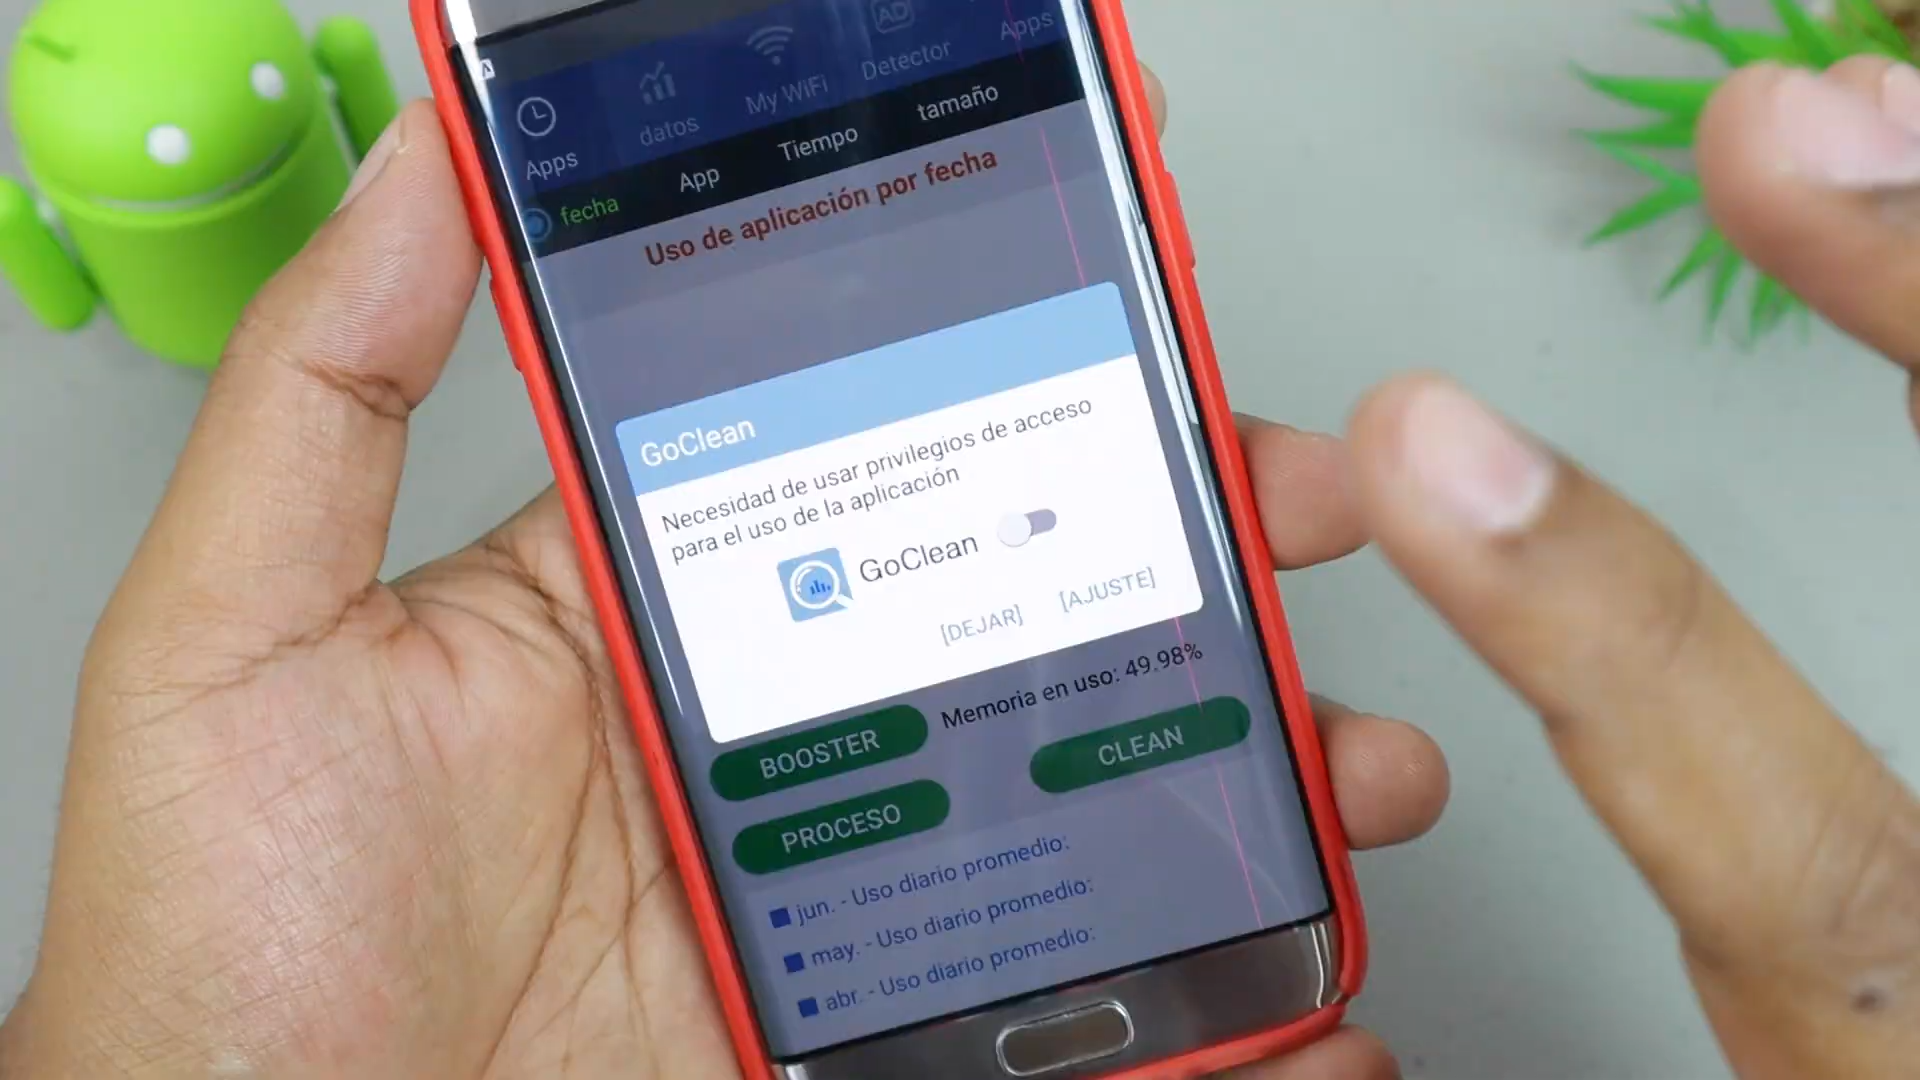 AD
Apps
datos
My WiFi
Detector
Apps
fecha
App
Tiempo
tamaño
Uso de aplicación por fecha
GoClean
Necesidad de usar privilegios de acceso
para el uso de la aplicación
GoClean
[DEJAR] [AJUSTE]
Memoria en uso: 49.98%
BOOSTER
CLEAN
PROCESO
jun. - Uso diario promedio:
may. - Uso diario promedio:
abr. - Uso diario promedio: